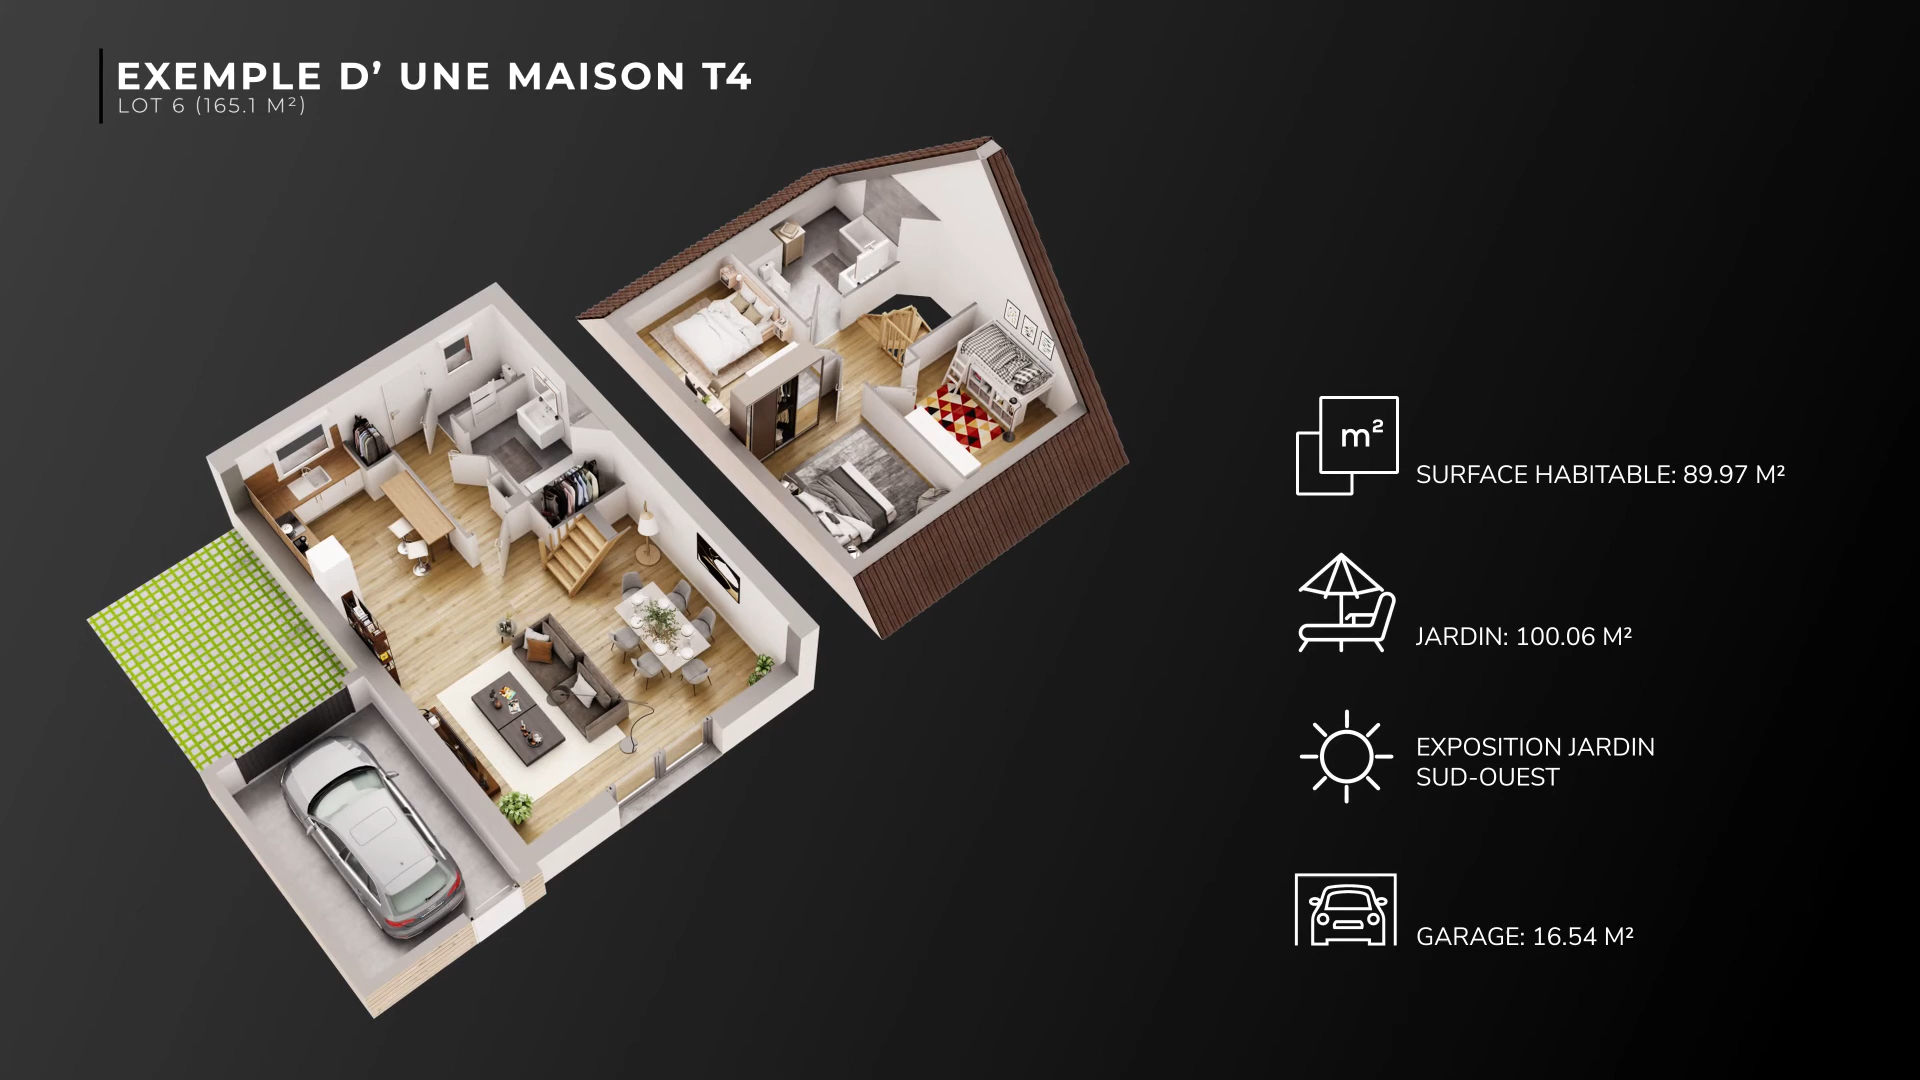 EXEMPLE D’ UNE MAISON T4
LOT 6 (165.1 M²)
m²
SURFACE HABITABLE: 89.97 M²
JARDIN: 100.06 M²
EXPOSITION JARDIN
SUD-OUEST
GARAGE: 16.54 M²